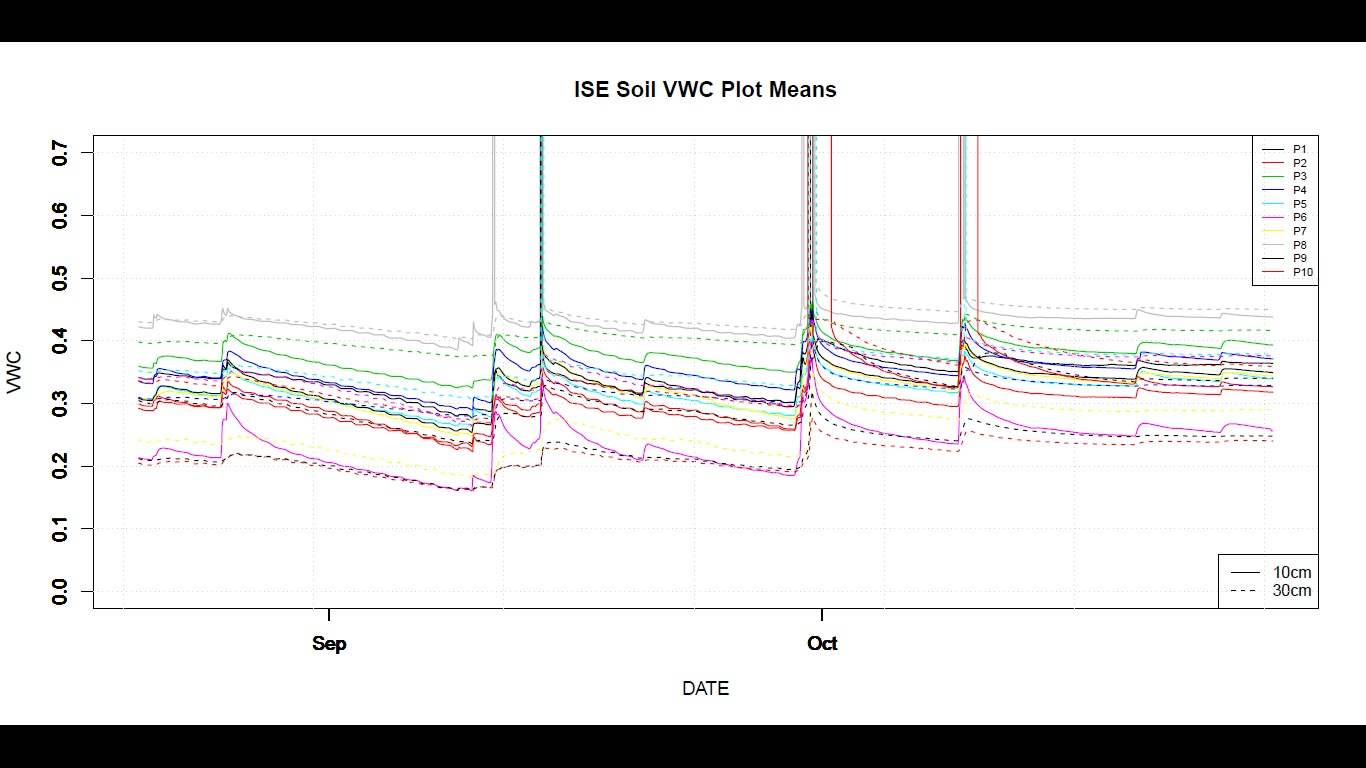 ISE Soil VWC Plot Means
VWC
0.7
0.6
0.5
0.4
0.3
0.2
0.1
0.0
P1
P2
P3
P4
P5
P6
P7
P8
P9
P10
10cm
30cm
Sep
Oct
DATE